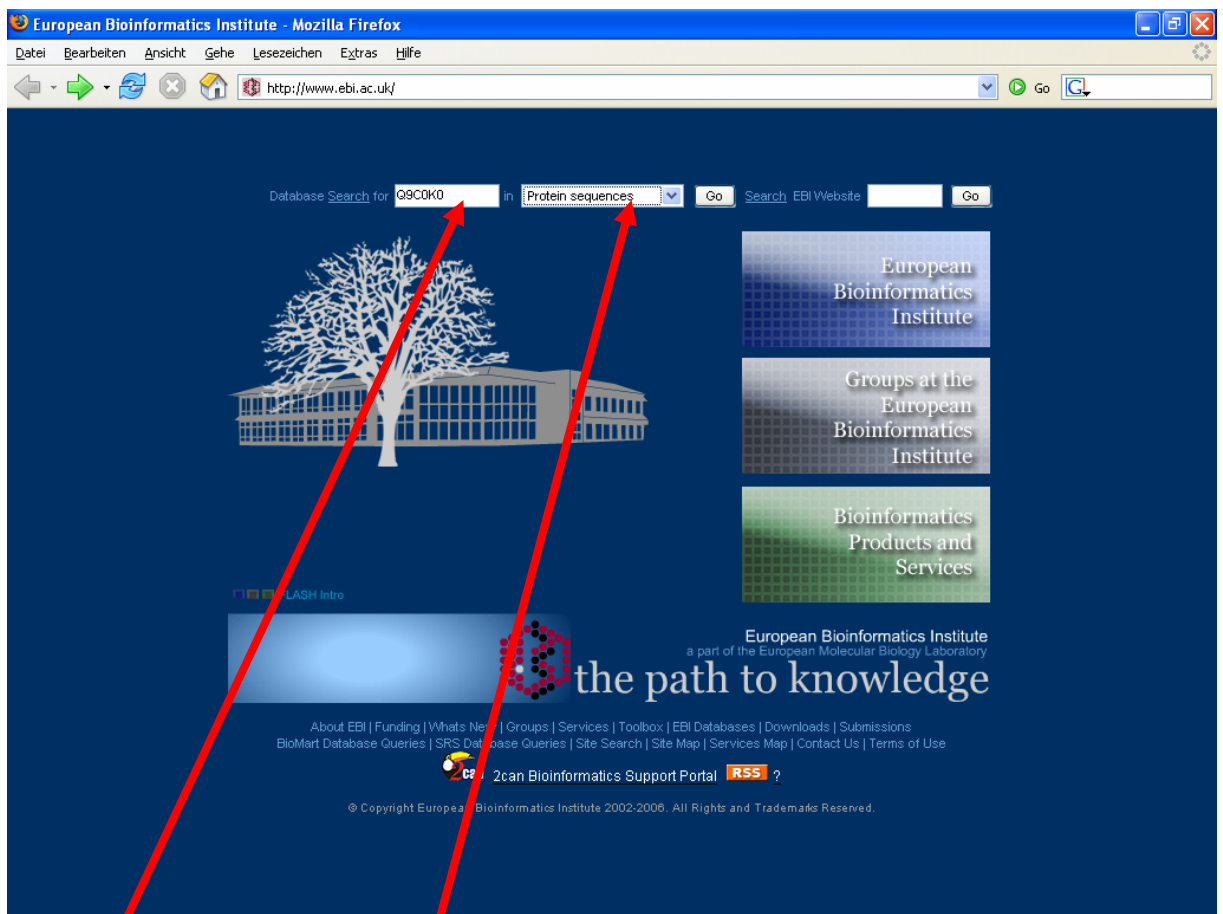 European Bioinformatics Institute - Mozilla Firefox
Datei Bearbeiten Ansicht Gehe Lesezeichen Extras Hilfe
http://www.ebi.ac.uk/ Go G
Database Search for Q9C0K0 in Protein sequences Go Search EBI Website Go
European
Bioinformatics
Institute
Groups at the
European
Bioinformatics
Institute
Bioinformatics
Products and
Services
FLASH Intro
European Bioinformatics Institute
a part of the European Molecular Biology Laboratory
the path to knowledge
About EBI | Funding | Whats New | Groups | Services | Toolbox | EBI Databases | Downloads | Submissions
BioMart Database Queries | SRS Database Queries | Site Search | Site Map | Services Map | Contact Us | Terms of Use
2can 2can Bioinformatics Support Portal RSS ?
© Copyright European Bioinformatics Institute 2002-2006. All Rights and Trademarks Reserved.